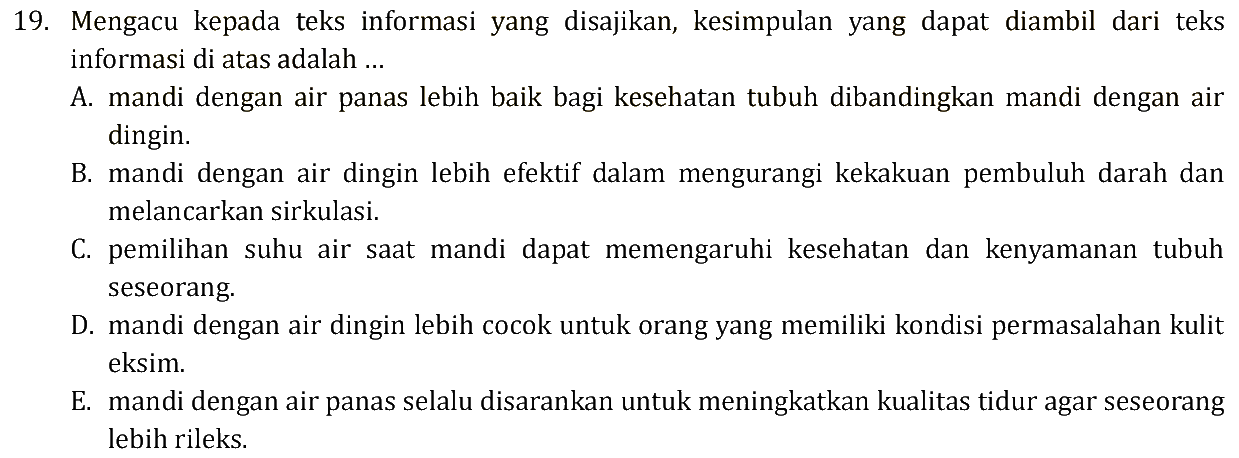 19. Mengacu kepada teks informasi yang disajikan, kesimpulan yang dapat diambil dari teks
informasi di atas adalah ...
A. mandi dengan air panas lebih baik bagi kesehatan tubuh dibandingkan mandi dengan air
dingin.
B. mandi dengan air dingin lebih efektif dalam mengurangi kekakuan pembuluh darah dan
melancarkan sirkulasi.
C. pemilihan suhu air saat mandi dapat memengaruhi kesehatan dan kenyamanan tubuh
seseorang.
D. mandi dengan air dingin lebih cocok untuk orang yang memiliki kondisi permasalahan kulit
eksim.
E. mandi dengan air panas selalu disarankan untuk meningkatkan kualitas tidur agar seseorang
lebih rileks.